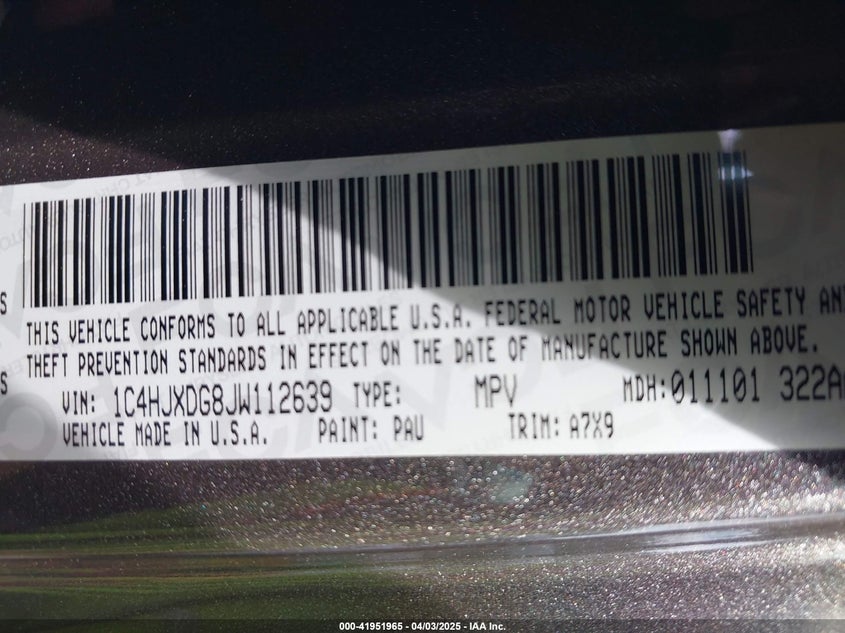 S
THIS VEHICLE CONFORMS TO ALL APPLICABLE U.S.A. FEDERAL MOTOR VEHICLE SAFETY AN
THEFT PREVENTION STANDARDS IN EFFECT ON THE DATE OF MANUFACTURE SHOWN ABOVE.
S
VIN: 1C4HJXDG8JW112639 TYPE: MPV MDH:011101 322A
VEHICLE MADE IN U.S.A. PAINT: PAU TRIM: A7X9
000-41951965 - 04/03/2025 - IAA Inc.